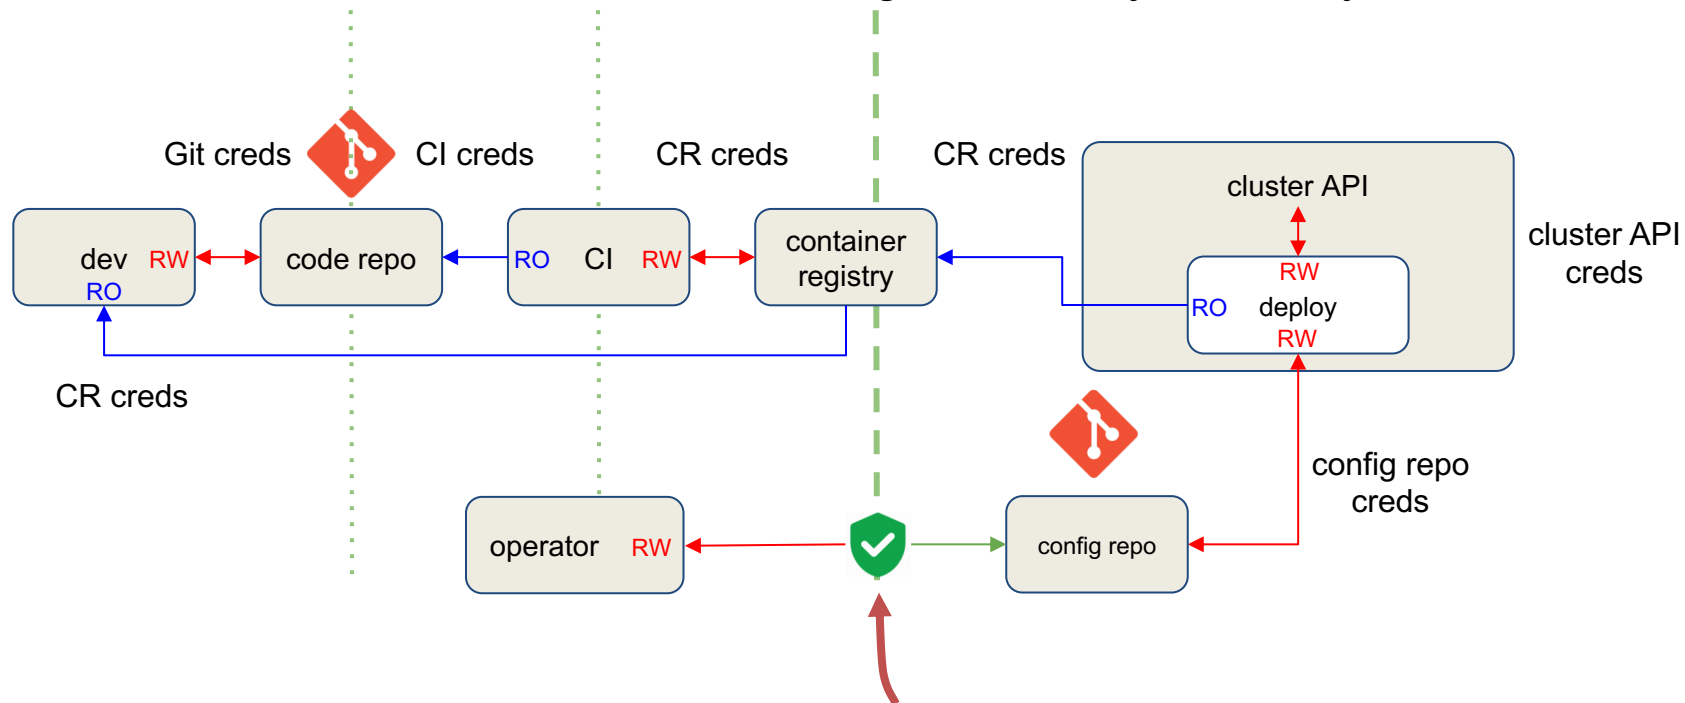 Git creds
CI creds
CR creds
CR creds
cluster API
dev RW
RO
code repo
RO CI RW
container
registry
RW
RO deploy
RW
cluster API
creds
CR creds
config repo
creds
operator RW
config repo